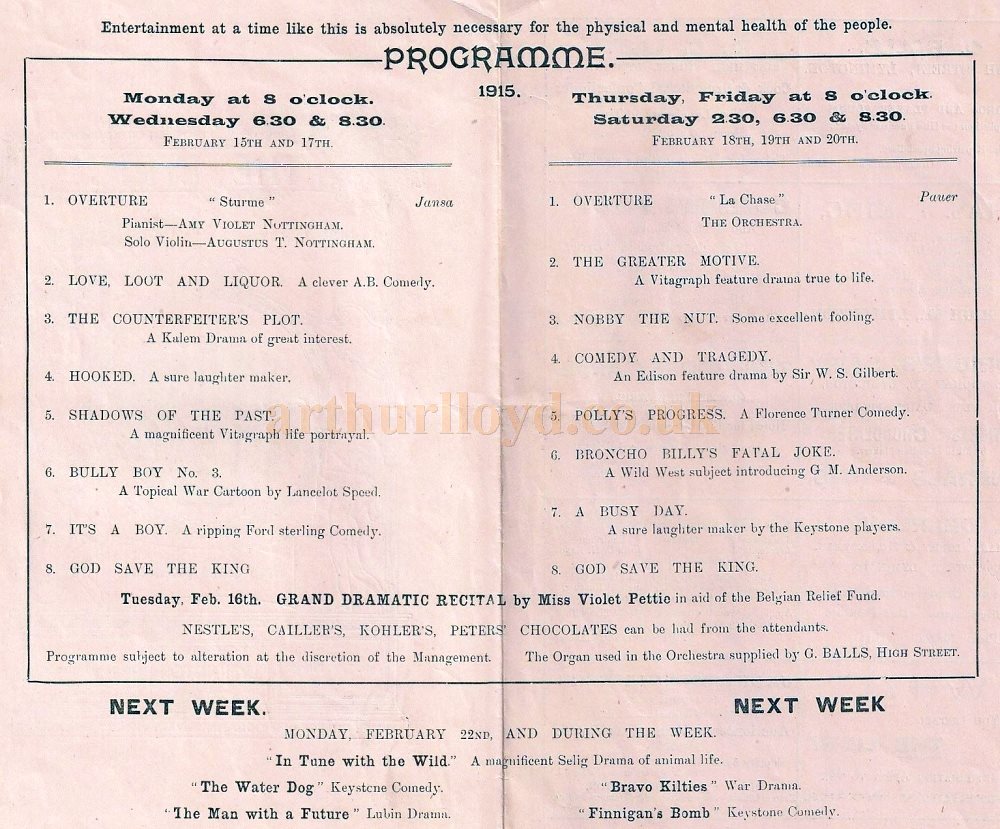 Entertainment at a time like this is absolutely necessary for the physical and mental health of the people.
PROGRAMME.
1915.
Monday at 8 o'clock.
Wednesday 6.30 & 8.30.
February 15th and 17th.
1. OVERTURE "Sturme" Jansa
Pianist—Amy Violet Nottingham.
Solo Violin—Augustus T. Nottingham.
2. LOVE, LOOT AND LIQUOR. A clever A.B. Comedy.
3. THE COUNTERFEITER'S PLOT.
A Kalem Drama of great interest.
4. HOOKED. A sure laughter maker.
5. SHADOWS OF THE PAST.
A magnificent Vitagraph life portrayal.
6. BULLY BOY No. 3.
A Topical War Cartoon by Lancelot Speed.
7. IT'S A BOY. A ripping Ford sterling Comedy.
8. GOD SAVE THE KING
Thursday, Friday at 8 o'clock.
Saturday 2.30, 6.30 & 8.30.
February 18th, 19th and 20th.
1. OVERTURE "La Chase" Pauer
The Orchestra.
2. THE GREATER MOTIVE.
A Vitagraph feature drama true to life.
3. NOBBY THE NUT. Some excellent fooling.
4. COMEDY AND TRAGEDY.
An Edison feature drama by Sir W. S. Gilbert.
5. POLLY'S PROGRESS. A Florence Turner Comedy.
6. BRONCHO BILLY'S FATAL JOKE.
A Wild West subject introducing G M. Anderson.
7. A BUSY DAY.
A sure laughter maker by the Keystone players.
8. GOD SAVE THE KING.
arthurlloyd.co.uk
Tuesday, Feb. 16th. GRAND DRAMATIC RECITAL by Miss Violet Pettic in aid of the Belgian Relief Fund.
NESTLE'S, CAILLER'S, KOHLER'S, PETERS' CHOCOLATES can be had from the attendants.
Programme subject to alteration at the discretion of the Management. The Organ used in the Orchestra supplied by G. BALLS, High Street.
NEXT WEEK. NEXT WEEK
MONDAY, FEBRUARY 22nd, AND DURING THE WEEK.
"In Tune with the Wild." A magnificent Selig Drama of animal life.
"The Water Dog" Keystone Comedy. "Bravo Kilties" War Drama.
"The Man with a Future" Lubin Drama. "Finnigan's Bomb" Keystone Comedy.